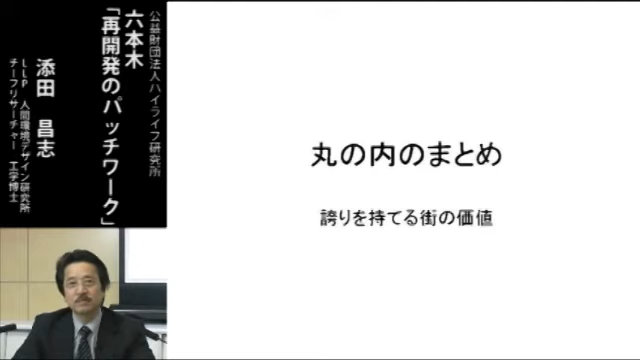 公益財団法人ハイライフ研究所
六本木
「再開発のパッチワーク」
添田 昌志
LLP 人間環境デザイン研究所
チーフリサーチャー 工学博士
丸の内のまとめ
誇りを持てる街の価値